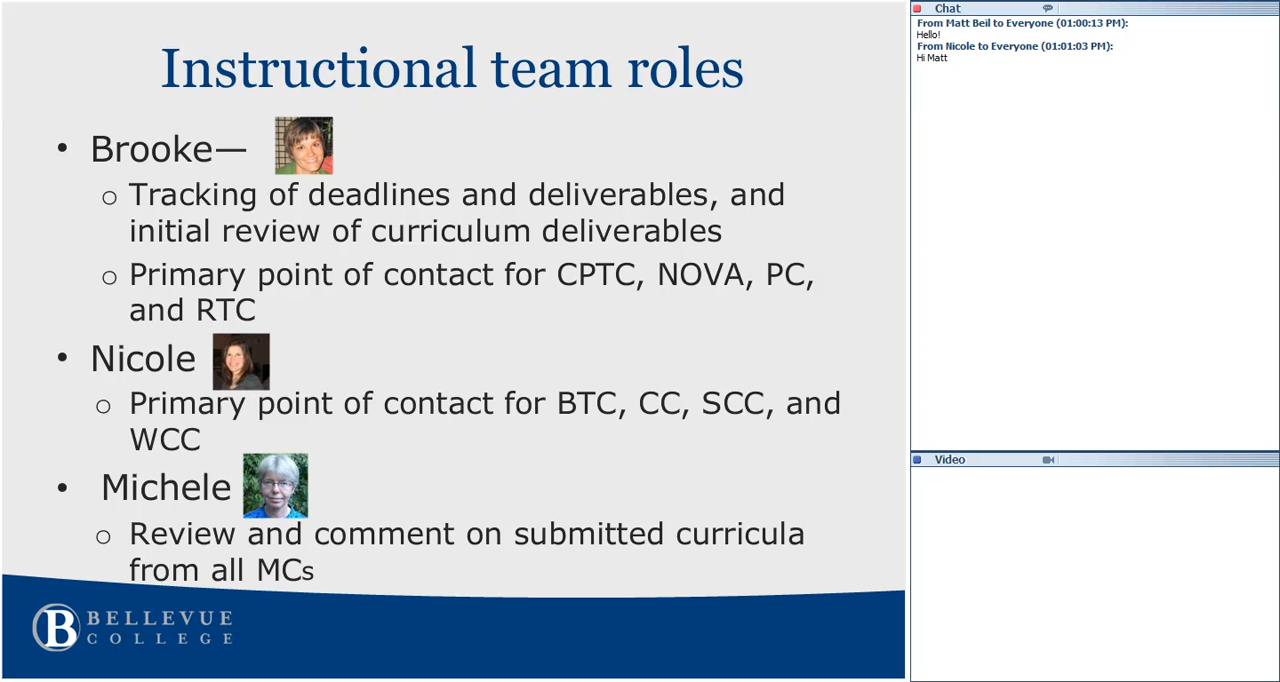 Instructional team roles
• Brooke—
o Tracking of deadlines and deliverables, and
initial review of curriculum deliverables
o Primary point of contact for CPTC, NOVA, PC,
and RTC
• Nicole
o Primary point of contact for BTC, CC, SCC, and
WCC
• Michele
o Review and comment on submitted curricula
from all MCs
B BELLEVUE
COLLEGE
Chat
From Matt Beil to Everyone (01:00:13 PM):
Hello!
From Nicole to Everyone (01:01:03 PM):
Hi Matt
Video